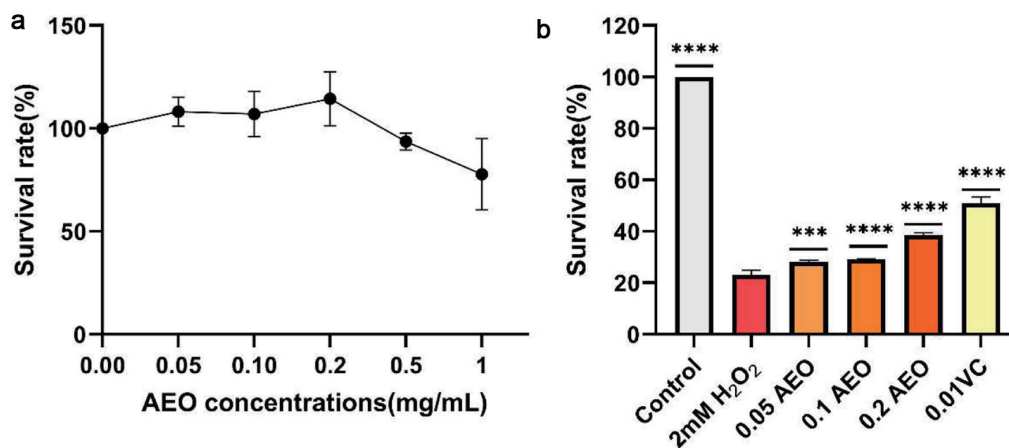 a
Survival rate(%)
150
100
50
0
0.00 0.05 0.10 0.2 0.5 1
AEO concentrations(mg/mL)
b
Survival rate(%)
120
100
80
60
40
20
0
****
***
****
****
****
Control
2mM H₂O₂
0.05 AEO
0.1 AEO
0.2 AEO
0.01VC